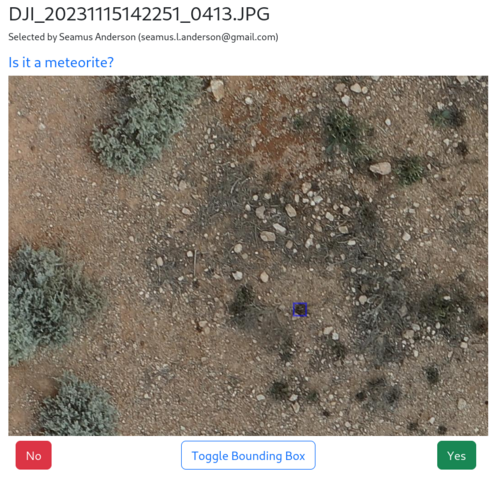 DJI_20231115142251_0413.JPG
Selected by Seamus Anderson (seamus.l.anderson@gmail.com)
Is it a meteorite?
No
Toggle Bounding Box
Yes